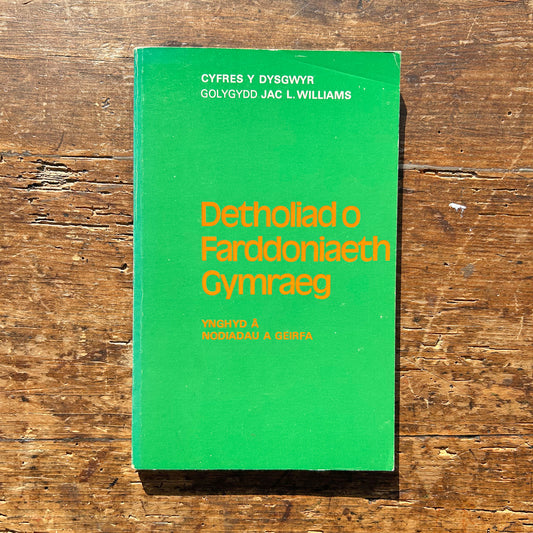 CYFRES Y DYSGWYR
GOLYGYDD JAC L. WILLIAMS
Detholiad o
Farddoniaeth
Gymraeg
YNGHYD Â
NODIADAU A GEIRFA